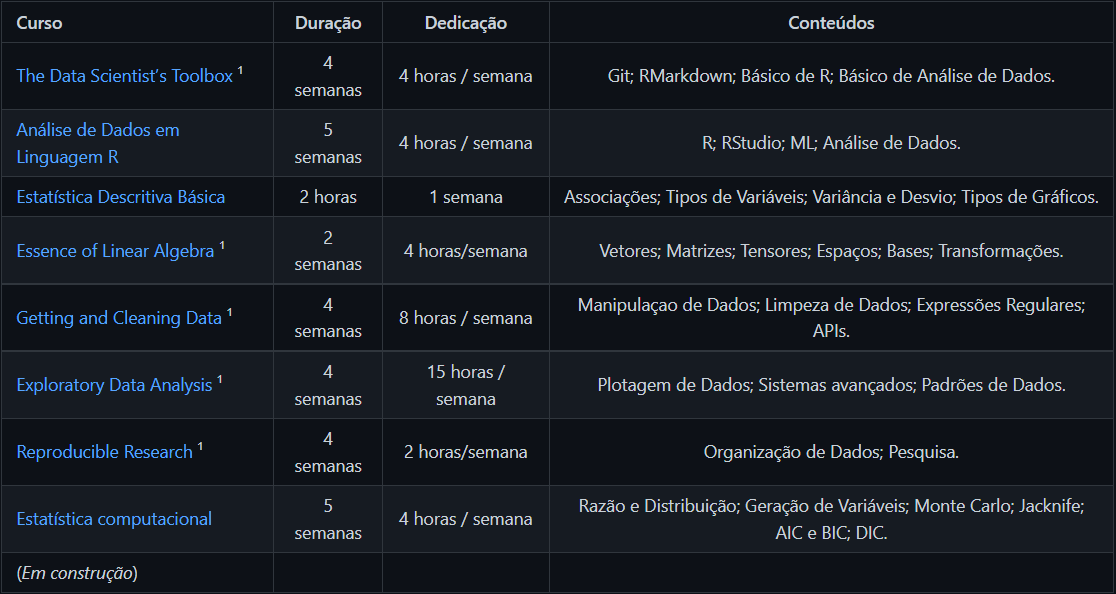 Curso Duração Dedicação Conteúdos
The Data Scientist's Toolbox 1 4 semanas 4 horas / semana Git; RMarkdown; Básico de R; Básico de Análise de Dados.
Análise de Dados em Linguagem R 5 semanas 4 horas / semana R; RStudio; ML; Análise de Dados.
Estatística Descritiva Básica 2 horas 1 semana Associações; Tipos de Variáveis; Variância e Desvio; Tipos de Gráficos.
Essence of Linear Algebra 1 2 semanas 4 horas/semana Vetores; Matrizes; Tensores; Espaços; Bases; Transformações.
Getting and Cleaning Data 1 4 semanas 8 horas / semana Manipulaçao de Dados; Limpeza de Dados; Expressões Regulares; APIs.
Exploratory Data Analysis 1 4 semanas 15 horas / semana Plotagem de Dados; Sistemas avançados; Padrões de Dados.
Reproducible Research 1 4 semanas 2 horas/semana Organização de Dados; Pesquisa.
Estatística computacional 5 semanas 4 horas / semana Razão e Distribuição; Geração de Variáveis; Monte Carlo; Jacknife; AIC e BIC; DIC.
(Em construção)